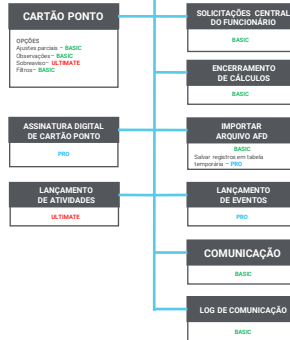 CARTÃO PONTO
OPÇÕES
Ajustes parciais – BASIC
Observações – BASIC
Sobreaviso – ULTIMATE
Filtros – BASIC
ASSINATURA DIGITAL
DE CARTÃO PONTO
PRO
LANÇAMENTO
DE ATIVIDADES
ULTIMATE
SOLICITAÇÕES CENTRAL
DO FUNCIONÁRIO
BASIC
ENCERRAMENTO
DE CÁLCULOS
BASIC
IMPORTAR
ARQUIVO AFD
BASIC
Salvar registros em tabela
temporária – PRO
LANÇAMENTO
DE EVENTOS
PRO
COMUNICAÇÃO
BASIC
LOG DE COMUNICAÇÃO
BASIC